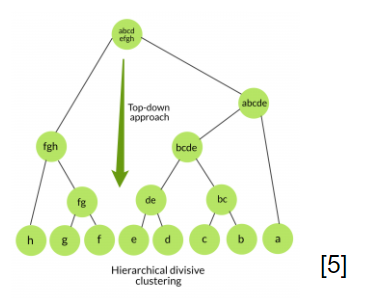 abcd
efgh
abcde
Top-down
approach
fgh
bcde
fg
de
bc
h
g
f
e
d
c
b
a
Hierarchical divisive
clustering
[5]